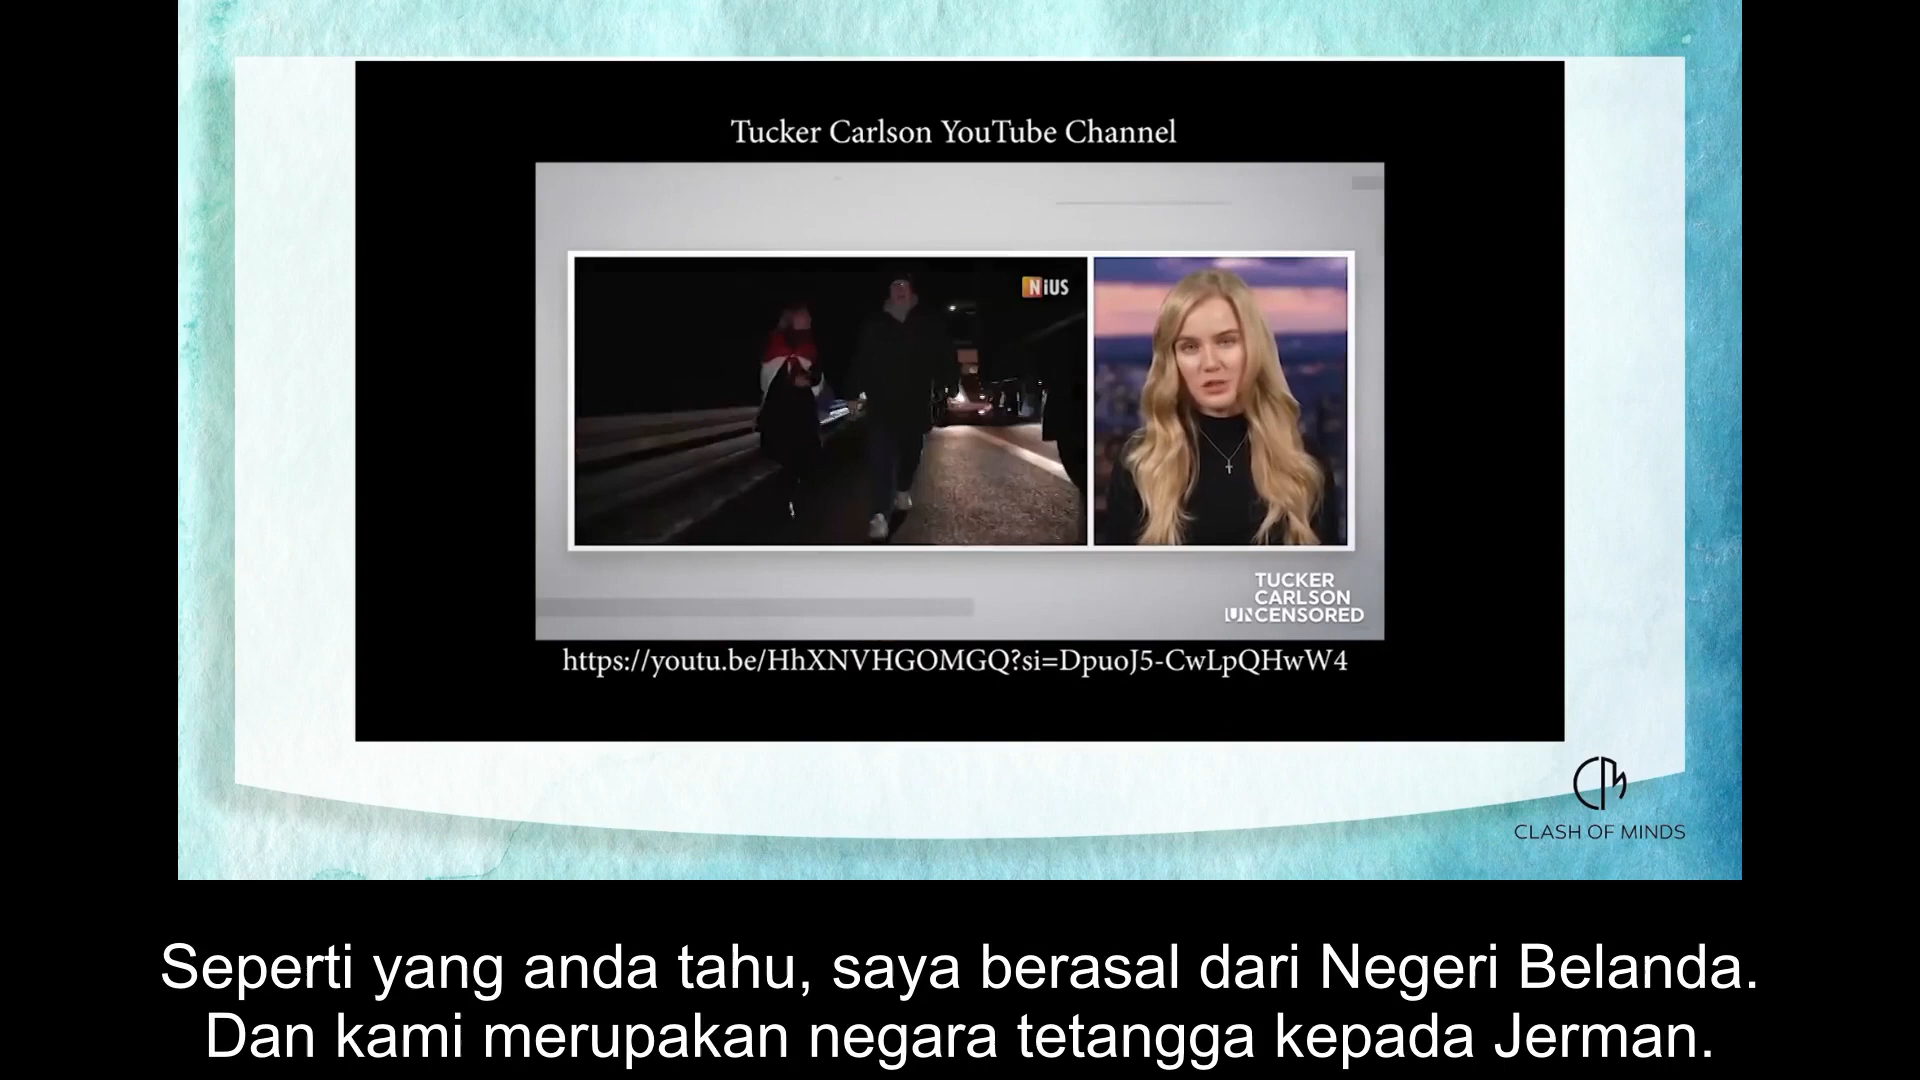 Tucker Carlson YouTube Channel
NiUS
TUCKER
CARLSON
UNCENSORED
https://youtu.be/HhXNVHGOMGQ?si=DpuoJ5-CwLpQHwW4
CM
CLASH OF MINDS
Seperti yang anda tahu, saya berasal dari Negeri Belanda.
Dan kami merupakan negara tetangga kepada Jerman.